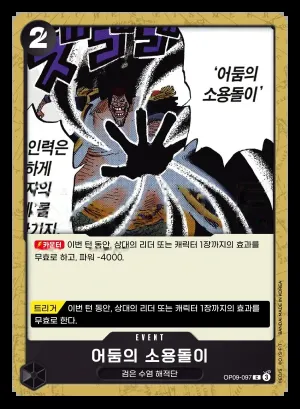 2
'어둠의
소용돌이'
인력은
하게
카운터 이번 턴 동안, 상대의 리더 또는 캐릭터 1장까지의 효과를
무효로 하고, 파워 -4000.
트리거 이번 턴 동안, 상대의 리더 또는 캐릭터 1장까지의 효과를
무효로 한다.
EVENT
어둠의 소용돌이
검은 수염 해적단
OP09-097